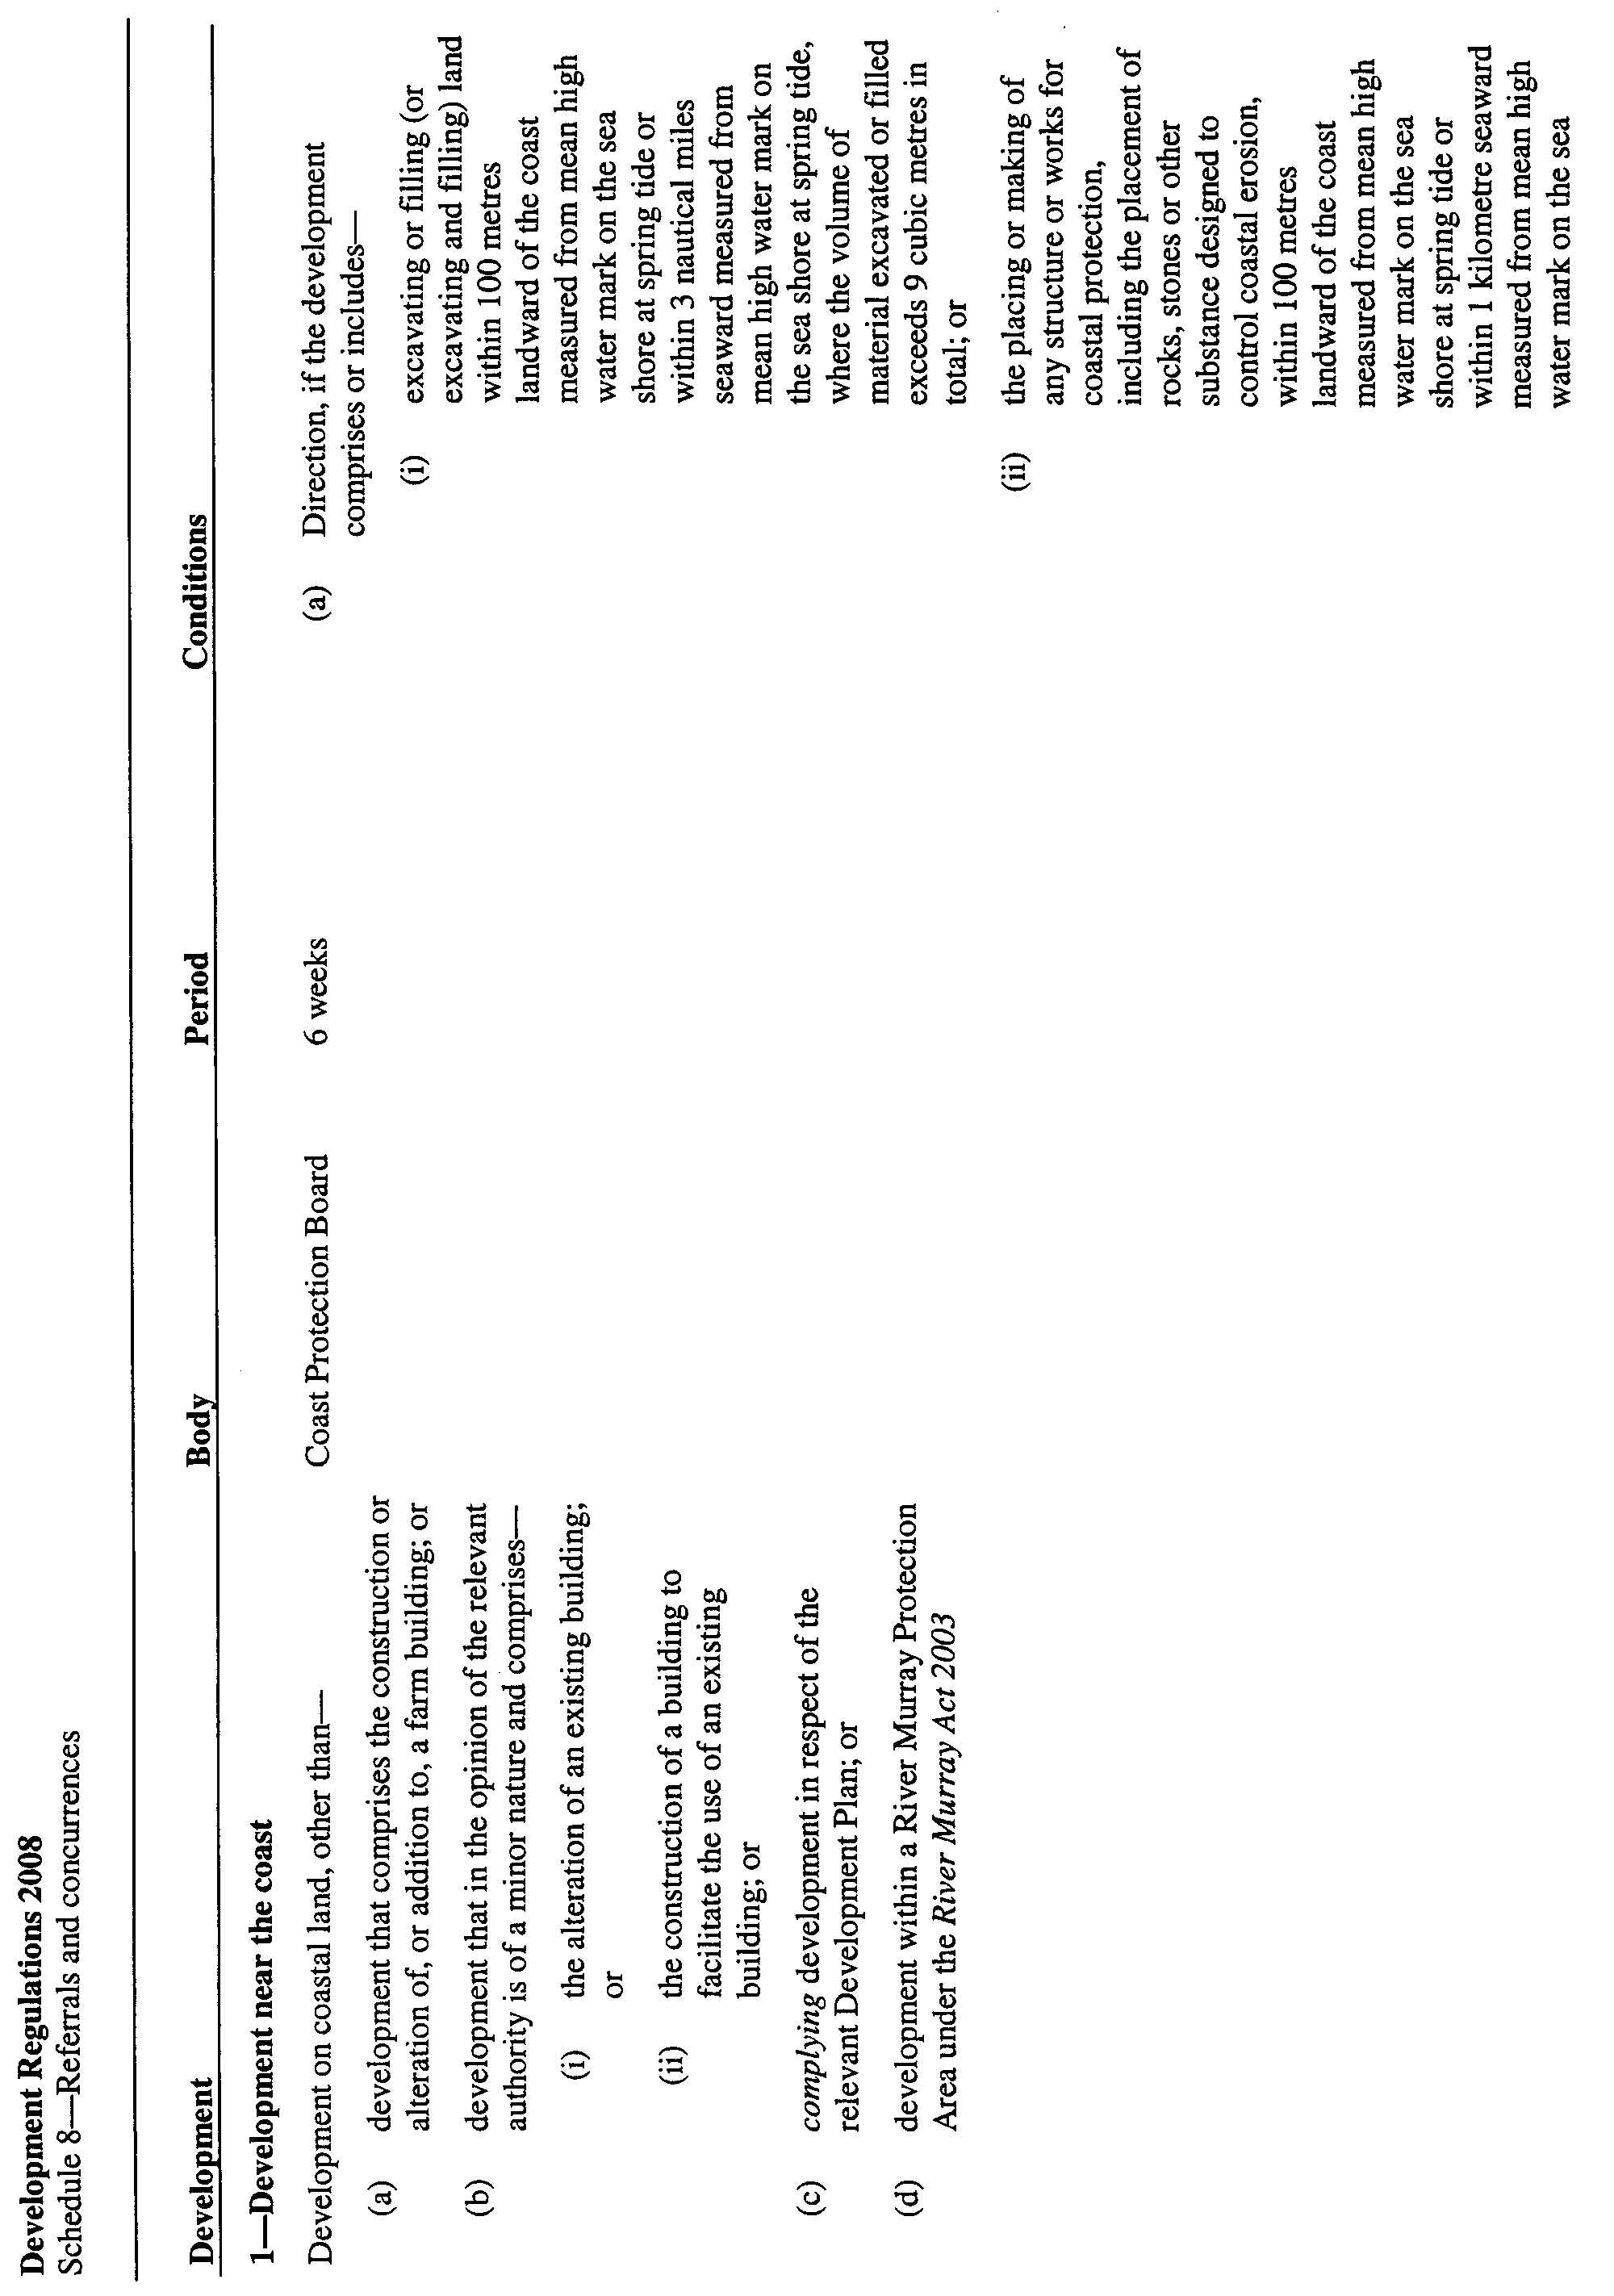 Development Regulations 2008
Schedule 8—Referrals and concurrences
Development
Body
Period
Conditions
1—Development near the coast
Development on coastal land, other than—
(a) development that comprises the construction or
alteration of, or addition to, a farm building; or
(b) development that in the opinion of the relevant
authority is of a minor nature and comprises—
(i) the alteration of an existing building;
or
(ii) the construction of a building to
facilitate the use of an existing
building; or
(c) complying development in respect of the
relevant Development Plan; or
(d) development within a River Murray Protection
Area under the River Murray Act 2003
Coast Protection Board
6 weeks
(a) Direction, if the development
comprises or includes—
(i) excavating or filling (or
excavating and filling) land
within 100 metres
landward of the coast
measured from mean high
water mark on the sea
shore at spring tide or
within 3 nautical miles
seaward measured from
mean high water mark on
the sea shore at spring tide,
where the volume of
material excavated or filled
exceeds 9 cubic metres in
total; or
(ii) the placing or making of
any structure or works for
coastal protection,
including the placement of
rocks, stones or other
substance designed to
control coastal erosion,
within 100 metres
landward of the coast
measured from mean high
water mark on the sea
shore at spring tide or
within 1 kilometre seaward
measured from mean high
water mark on the sea